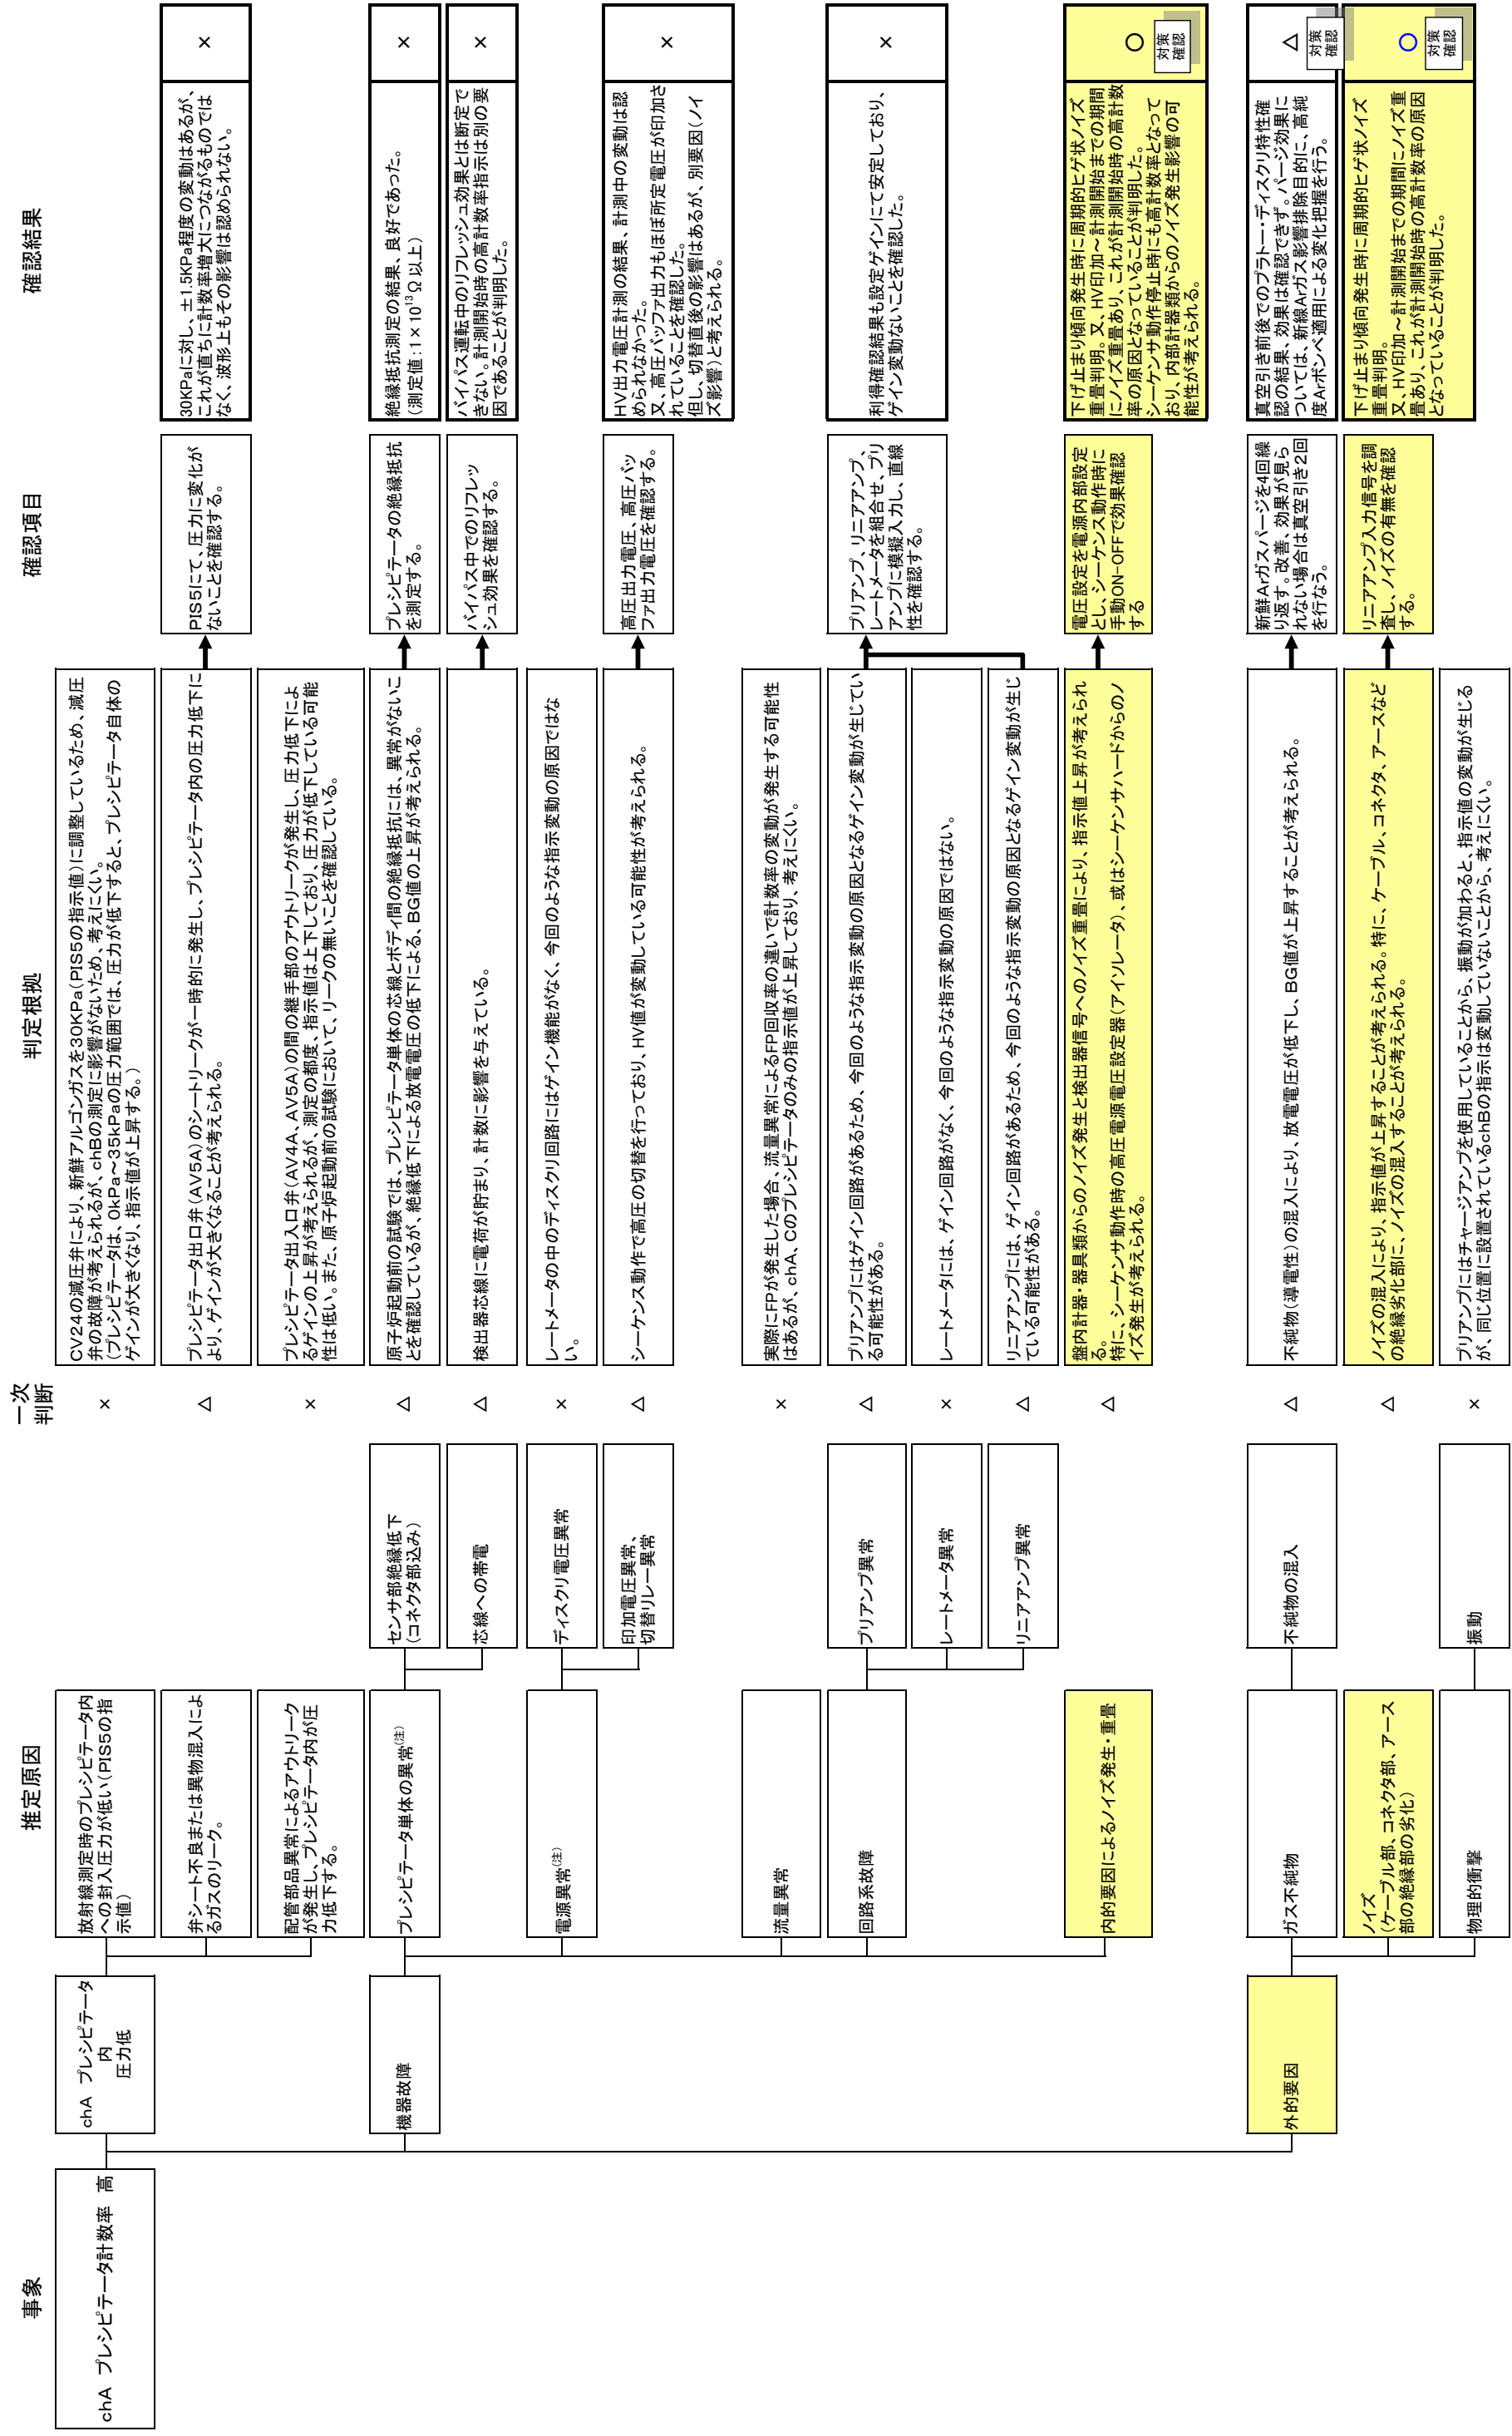 事象
推定原因
一次
判断
判定根拠
確認項目
確認結果
chA プレシピテータ計数率 高
chA プレシピテータ
内
圧力低
放射線測定時のプレシピテータ内
への封入圧力が低い(PIS5の指
示値)
×
CV24の減圧弁により、新鮮アルゴンガスを30KPa(PIS5の指示値)に調整しているため、減圧
弁の故障が考えられるが、chBの測定に影響がないため、考えにくい。
(プレシピテータは、0kPa~35kPaの圧力範囲では、圧力が低下すると、プレシピテータ自体の
ゲインが大きくなり、指示値が上昇する。)
弁シート不良または異物混入によ
るガスのリーク。
△
プレシピテータ出口弁(AV5A)のシートリークが一時的に発生し、プレシピテータ内の圧力低下に
より、ゲインが大きくなることが考えられる。
PIS5にて、圧力に変化が
ないことを確認する。
30KPaに対し、±1.5KPa程度の変動はあるが、
これが直ちに計数率増大につながるものでは
なく、波形上もその影響は認められない。
×
配管部品異常によるアウトリーク
が発生し、プレシピテータ内が圧
力低下する。
×
プレシピテータ出入口弁(AV4A、AV5A)の間の継手部のアウトリークが発生し、圧力低下によ
るゲインの上昇が考えられるが、測定の都度、指示値は上下しており、圧力が低下している可能
性は低い。また、原子炉起動前の試験において、リークの無いことを確認している。
機器故障
プレシピテータ単体の異常(注)
センサ部絶縁低下
(コネクタ部込み)
△
原子炉起動前の試験では、プレシピテータ単体の芯線とボディ間の絶縁抵抗には、異常がないこ
とを確認しているが、絶縁低下による放電電圧の低下による、BG値の上昇が考えられる。
プレシピテータの絶縁抵抗
を測定する。
絶縁抵抗測定の結果、良好であった。
(測定値:1×10¹³Ω以上)
×
芯線への帯電
△
検出器芯線に電荷が貯まり、計数に影響を与えている。
バイパス中でのリフレッ
シュ効果を確認する。
バイパス運転中のリフレッシュ効果とは断定で
きない。計測開始時の高計数率指示は別の要
因であることが判明した。
×
電源異常(注)
ディスクリ電圧異常
×
レートメータの中のディスクリ回路にはゲイン機能がなく、今回のような指示変動の原因ではな
い。
印加電圧異常、
切替リレー異常
△
シーケンス動作で高圧の切替を行っており、HV値が変動している可能性が考えられる。
高圧出力電圧、高圧バッ
ファ出力電圧を確認する。
HV出力電圧計測の結果、計測中の変動は認
められなかった。
又、高圧バッファ出力もほぼ所定電圧が印加さ
れていることを確認した。
但し、切替直後の影響はあるが、別要因(ノイ
ズ影響)と考えられる。
×
流量異常
×
実際にFPが発生した場合、流量異常によるFP回収率の違いで計数率の変動が発生する可能性
はあるが、chA、Cのプレシピテータのみの指示値が上昇しており、考えにくい。
回路系故障
プリアンプ異常
△
プリアンプにはゲイン回路があるため、今回のような指示変動の原因となるゲイン変動が生じてい
る可能性がある。
プリアンプ、リニアアンプ、
レートメータを組合せ、プリ
アンプに模擬入力し、直線
性を確認する。
利得確認結果も設定ゲインにて安定しており、
ゲイン変動ないことを確認した。
×
レートメータ異常
×
レートメータには、ゲイン回路がなく、今回のような指示変動の原因ではない。
リニアアンプ異常
△
リニアアンプには、ゲイン回路があるため、今回のような指示変動の原因となるゲイン変動が生じ
ている可能性がある。
内的要因によるノイズ発生・重畳
△
盤内計器・器具類からのノイズ発生と検出器信号へのノイズ重畳により、指示値上昇が考えられ
る。
特に、シーケンサ動作時の高圧電源電圧設定器(アイソレータ)、或はシーケンサハードからのノ
イズ発生が考えられる。
電圧設定を電源内部設定
とし、シーケンス動作時に
手動ON-OFFで効果確認
する
下げ止まり傾向発生時に周期的ヒゲ状ノイズ
重畳判明。又、HV印加~計測開始までの期間
にノイズ重畳あり、これが計測開始時の高計数
率の原因となっていることが判明した。
シーケンサ動作停止時にも高計数率となって
おり、内部計器類からのノイズ発生影響の可
能性が考えられる。
○
対策
確認
外的要因
ガス不純物
不純物の混入
△
不純物(導電性)の混入により、放電電圧が低下し、BG値が上昇することが考えられる。
新鮮Arガスパージを4回繰
り返す。改善、効果が見ら
れない場合は真空引き2回
を行なう。
真空引き前後でのプラトー・ディスクリ特性確
認の結果、効果は確認できず。パージ効果に
ついては、新線Arガス影響排除目的に、高純
度Arボンベ適用による変化把握を行う。
△
対策
確認
ノイズ
(ケーブル部、コネクタ部、アース
部の絶縁部の劣化)
△
ノイズの混入により、指示値が上昇することが考えられる。特に、ケーブル、コネクタ、アースなど
の絶縁劣化部に、ノイズの混入することが考えられる。
リニアアンプ入力信号を調
査し、ノイズの有無を確認
する。
下げ止まり傾向発生時に周期的ヒゲ状ノイズ
重畳判明。
又、HV印加~計測開始までの期間にノイズ重
畳あり、これが計測開始時の高計数率の原因
となっていることが判明した。
○
対策
確認
物理的衝撃
振動
×
プリアンプにはチャージアンプを使用していることから、振動が加わると、指示値の変動が生じる
が、同じ位置に設置されているchBの指示は変動していないことから、考えにくい。